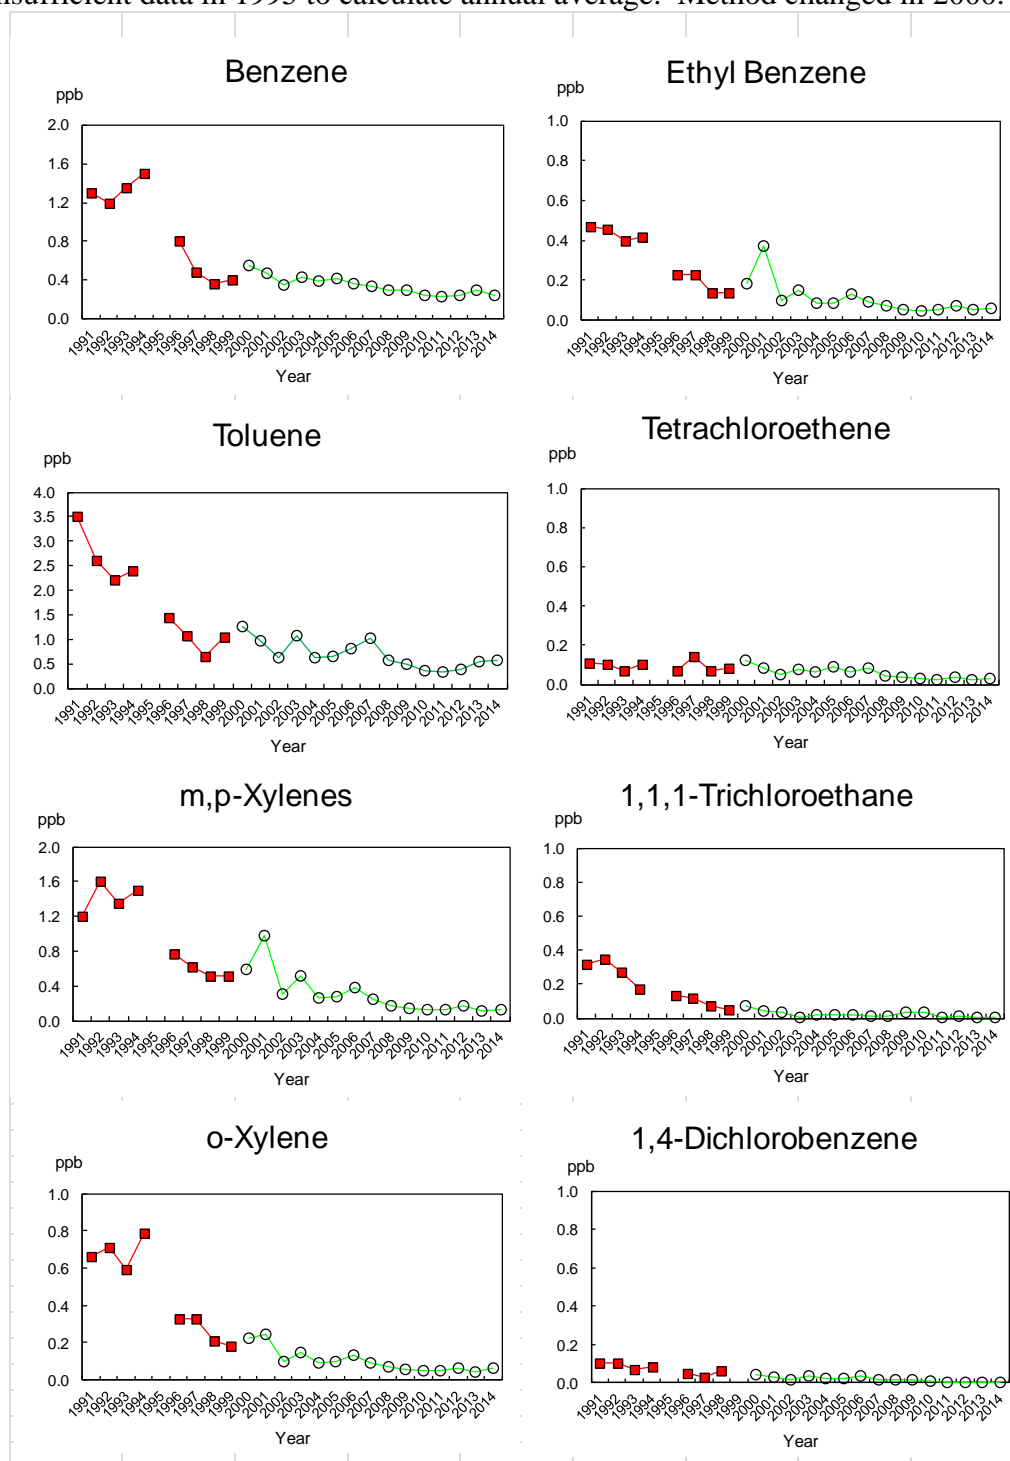 insufficient data in 1995 to calculate annual average. Method changed in 2000.
Benzene
ppb
2.0
1.6
1.2
0.8
0.4
0.0
1991 1992 1993 1994 1995 1996 1997 1998 1999 2000 2001 2002 2003 2004 2005 2006 2007 2008 2009 2010 2011 2012 2013 2014
Year
Ethyl Benzene
ppb
1.0
0.8
0.6
0.4
0.2
0.0
1991 1992 1993 1994 1995 1996 1997 1998 1999 2000 2001 2002 2003 2004 2005 2006 2007 2008 2009 2010 2011 2012 2013 2014
Year
Toluene
ppb
4.0
3.5
3.0
2.5
2.0
1.5
1.0
0.5
0.0
1991 1992 1993 1994 1995 1996 1997 1998 1999 2000 2001 2002 2003 2004 2005 2006 2007 2008 2009 2010 2011 2012 2013 2014
Year
Tetrachloroethene
ppb
1.0
0.8
0.6
0.4
0.2
0.0
1991 1992 1993 1994 1995 1996 1997 1998 1999 2000 2001 2002 2003 2004 2005 2006 2007 2008 2009 2010 2011 2012 2013 2014
Year
m,p-Xylenes
ppb
2.0
1.6
1.2
0.8
0.4
0.0
1991 1992 1993 1994 1995 1996 1997 1998 1999 2000 2001 2002 2003 2004 2005 2006 2007 2008 2009 2010 2011 2012 2013 2014
Year
1,1,1-Trichloroethane
ppb
1.0
0.8
0.6
0.4
0.2
0.0
1991 1992 1993 1994 1995 1996 1997 1998 1999 2000 2001 2002 2003 2004 2005 2006 2007 2008 2009 2010 2011 2012 2013 2014
Year
o-Xylene
ppb
1.0
0.8
0.6
0.4
0.2
0.0
1991 1992 1993 1994 1995 1996 1997 1998 1999 2000 2001 2002 2003 2004 2005 2006 2007 2008 2009 2010 2011 2012 2013 2014
Year
1,4-Dichlorobenzene
ppb
1.0
0.8
0.6
0.4
0.2
0.0
1991 1992 1993 1994 1995 1996 1997 1998 1999 2000 2001 2002 2003 2004 2005 2006 2007 2008 2009 2010 2011 2012 2013 2014
Year